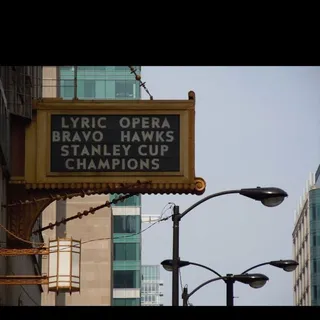 LYRIC OPERA
BRAVO HAWKS
STANLEY CUP
CHAMPIONS